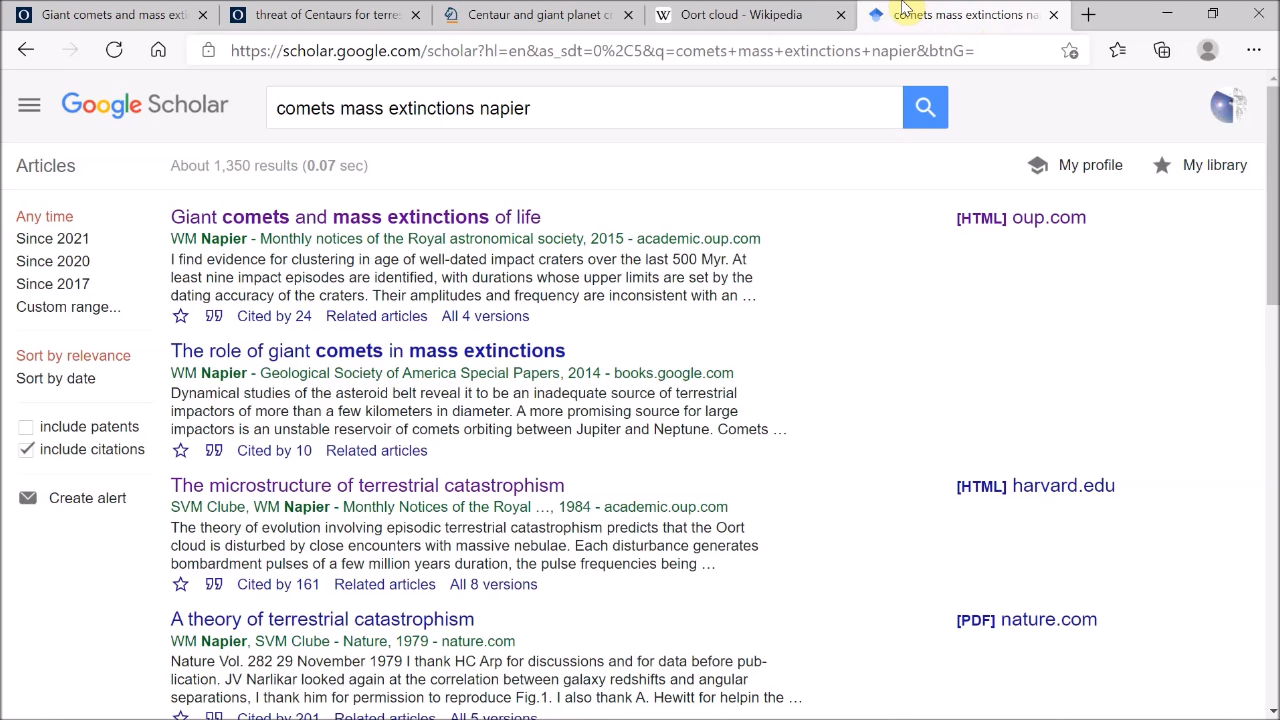 Giant comets and mass exti
threat of Centaurs for terrestri
Centaur and giant planet c
Oort cloud - Wikipedia
comets mass extinctions na
https://scholar.google.com/scholar?hl=en&as_sdt=0%2C5&q=comets+mass+extinctions+napier&btnG=
Google Scholar
comets mass extinctions napier
Articles
About 1,350 results (0.07 sec)
My profile
My library
Any time
Since 2021
Since 2020
Since 2017
Custom range...
Sort by relevance
Sort by date
include patents
include citations
Create alert
Giant comets and mass extinctions of life
[HTML] oup.com
WM Napier - Monthly notices of the Royal astronomical society, 2015 - academic.oup.com
I find evidence for clustering in age of well-dated impact craters over the last 500 Myr. At
least nine impact episodes are identified, with durations whose upper limits are set by the
dating accuracy of the craters. Their amplitudes and frequency are inconsistent with an …
Cited by 24 Related articles All 4 versions
The role of giant comets in mass extinctions
WM Napier - Geological Society of America Special Papers, 2014 - books.google.com
Dynamical studies of the asteroid belt reveal it to be an inadequate source of terrestrial
impactors of more than a few kilometers in diameter. A more promising source for large
impactors is an unstable reservoir of comets orbiting between Jupiter and Neptune. Comets …
Cited by 10 Related articles
The microstructure of terrestrial catastrophism
[HTML] harvard.edu
SVM Clube, WM Napier - Monthly Notices of the Royal …, 1984 - academic.oup.com
The theory of evolution involving episodic terrestrial catastrophism predicts that the Oort
cloud is disturbed by close encounters with massive nebulae. Each disturbance generates
bombardment pulses of a few million years duration, the pulse frequencies being …
Cited by 161 Related articles All 8 versions
A theory of terrestrial catastrophism
[PDF] nature.com
WM Napier, SVM Clube - Nature, 1979 - nature.com
Nature Vol. 282 29 November 1979 I thank HC Arp for discussions and for data before pub-
lication. JV Narlikar looked again at the correlation between galaxy redshifts and angular
separations, I thank him for permission to reproduce Fig.1. I also thank A. Hewitt for helpin the …
Cited by 201 Related articles All 5 versions